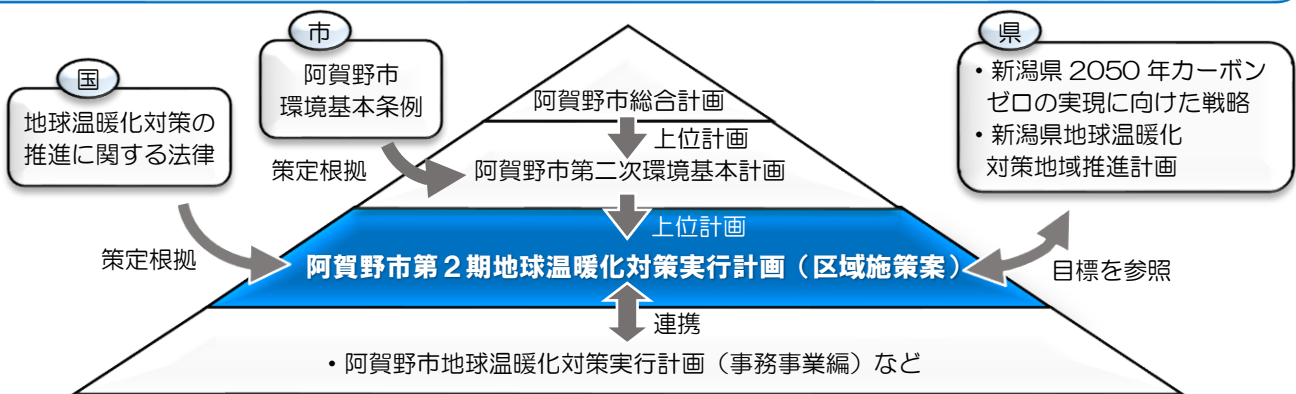 国
地球温暖化対策の
推進に関する法律
市
阿賀野市
環境基本条例
県
・新潟県 2050 年カーボン
ゼロの実現に向けた戦略
・新潟県地球温暖化
対策地域推進計画
阿賀野市総合計画
上位計画
策定根拠
阿賀野市第二次環境基本計画
上位計画
策定根拠
阿賀野市第２期地球温暖化対策実行計画（区域施策案）
目標を参照
連携
・阿賀野市地球温暖化対策実行計画（事務事業編）など